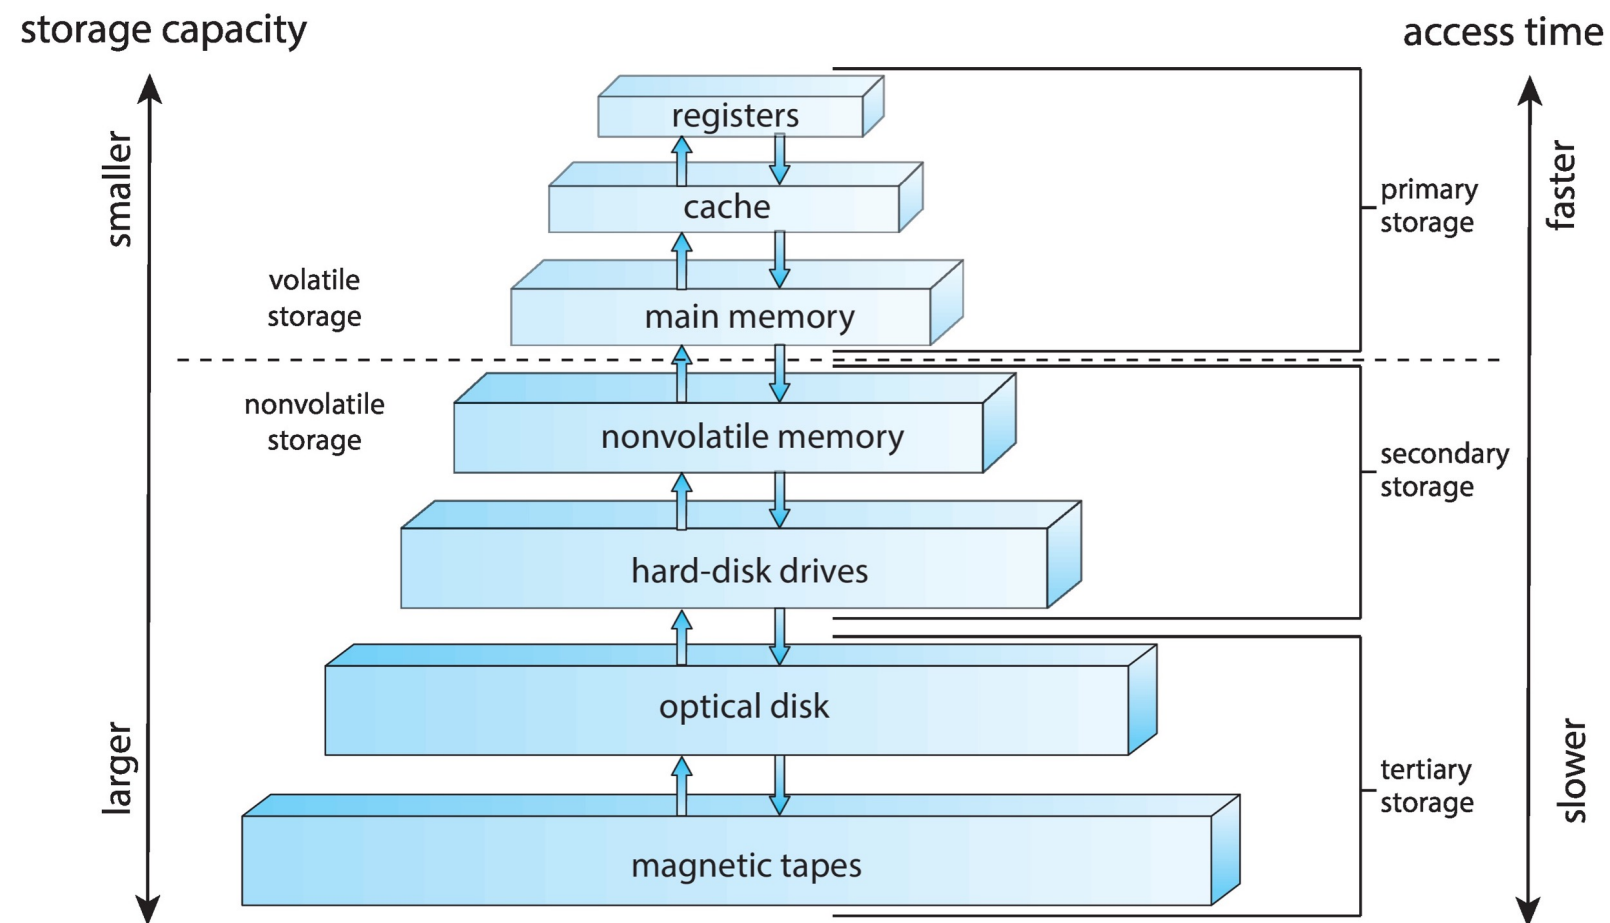 storage capacity
access time
registers
smaller
faster
cache
primary
storage
volatile
storage
main memory
nonvolatile
storage
nonvolatile memory
secondary
storage
hard-disk drives
optical disk
larger
slower
tertiary
storage
magnetic tapes